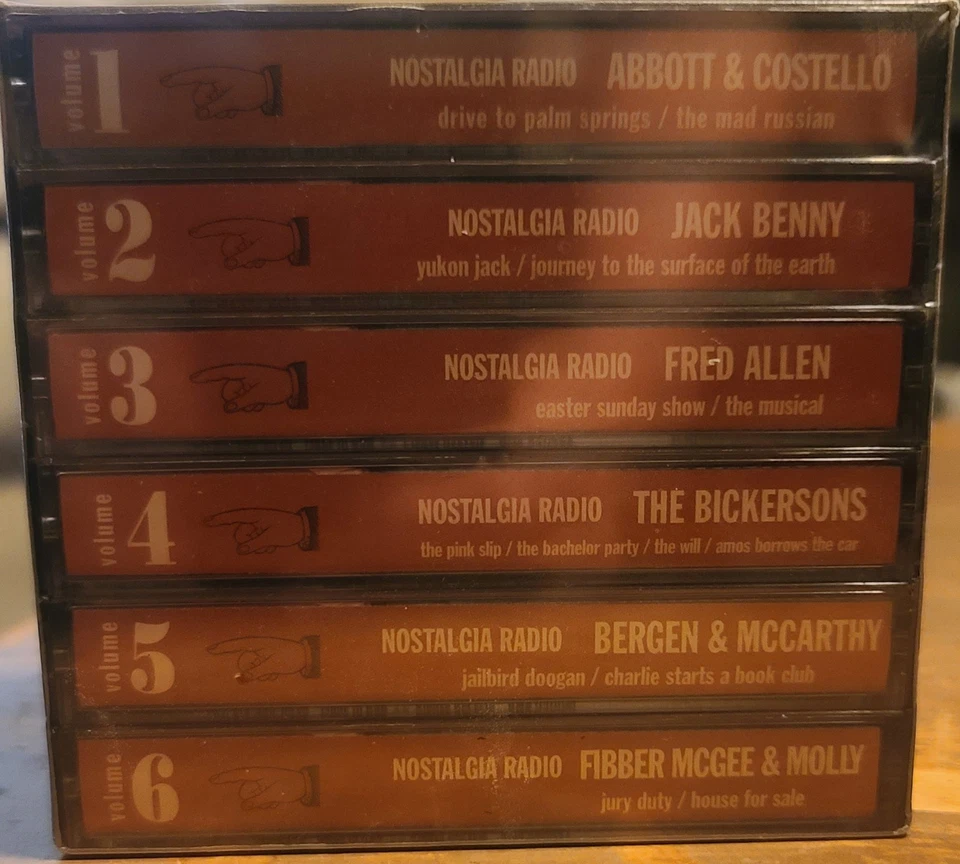 volume 1 NOSTALGIA RADIO ABBOTT & COSTELLO
drive to palm springs / the mad russian
volume 2 NOSTALGIA RADIO JACK BENNY
yukon jack / journey to the surface of the earth
volume 3 NOSTALGIA RADIO FRED ALLEN
easter sunday show / the musical
volume 4 NOSTALGIA RADIO THE BICKERSONS
the pink slip / the bachelor party / the will / amos borrows the car
volume 5 NOSTALGIA RADIO BERGEN & MCCARTHY
jailbird doogan / charlie starts a book club
volume 6 NOSTALGIA RADIO FIBBER MCGEE & MOLLY
jury duty / house for sale